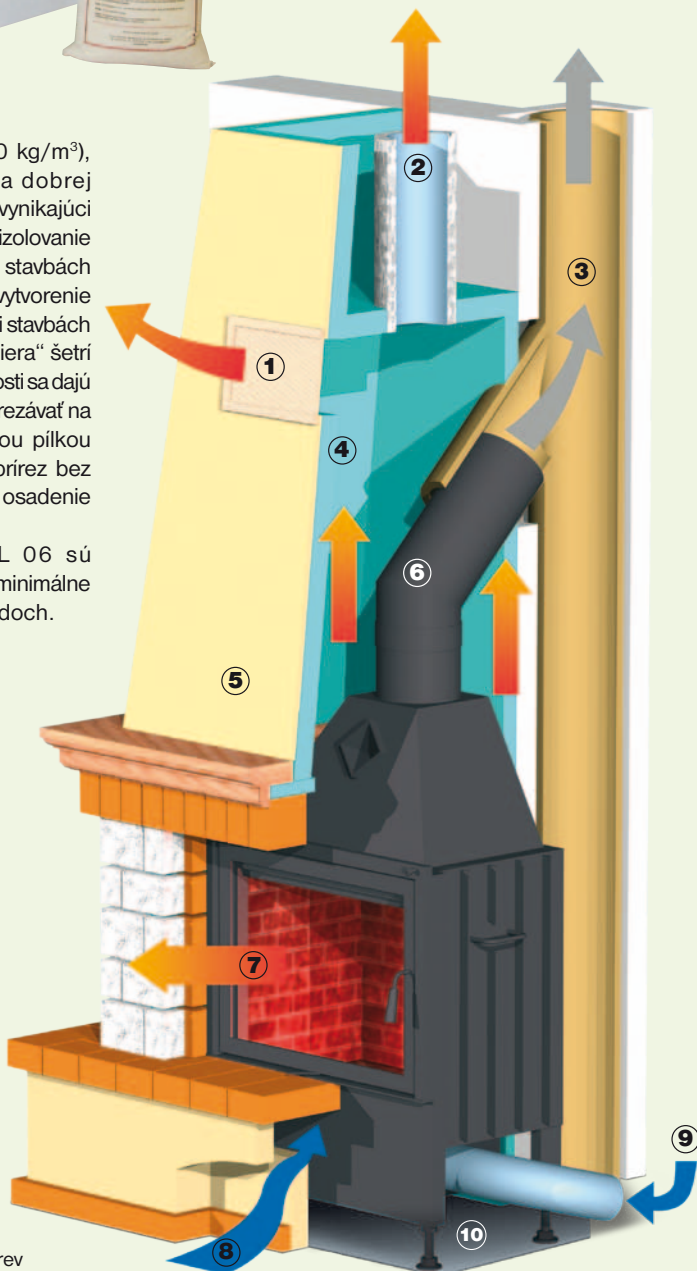 0 kg/m³),
a dobrej
vynikajúci
izolovanie
stavbách
vytvorenie
i stavbách
iera“ šetrí
osti sa dajú
rezávať na
ou pílkou
prírez bez
osadenie
L 06 sú
minimálne
doch.
2
3
1
4
6
5
7
9
10
8
rev